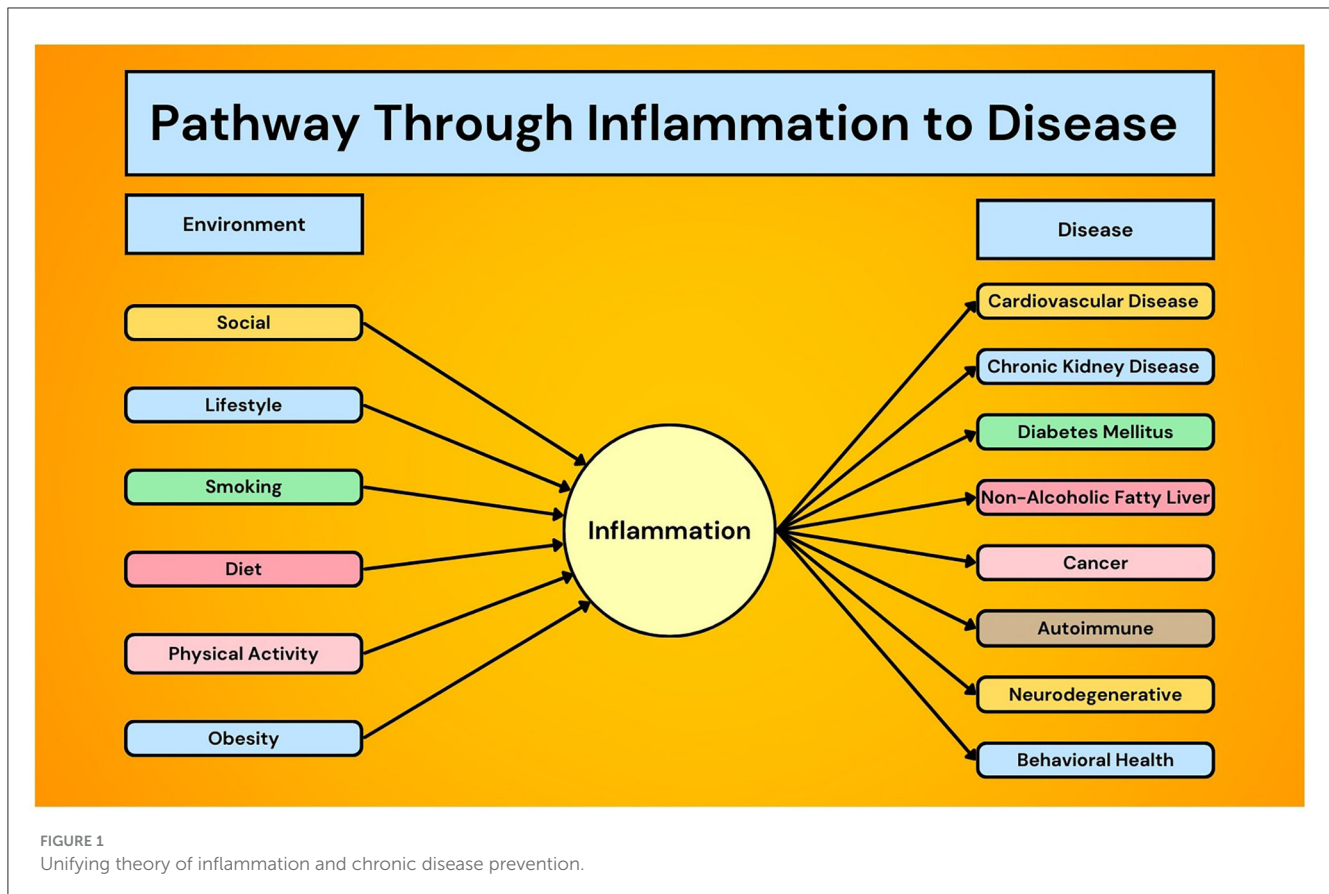 Pathway Through Inflammation to Disease
Environment
Social
Lifestyle
Smoking
Diet
Physical Activity
Obesity
Inflammation
Disease
Cardiovascular Disease
Chronic Kidney Disease
Diabetes Mellitus
Non-Alcoholic Fatty Liver
Cancer
Autoimmune
Neurodegenerative
Behavioral Health
FIGURE 1
Unifying theory of inflammation and chronic disease prevention.